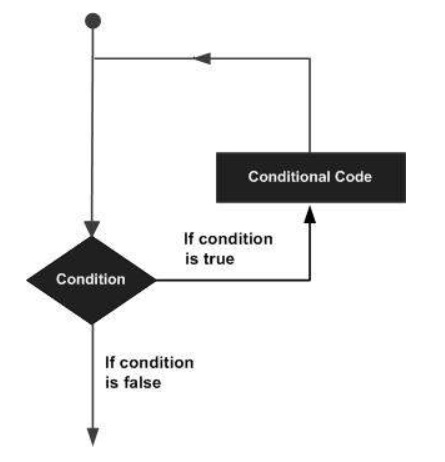 Conditional Code
If condition
is true
Condition
If condition
is false